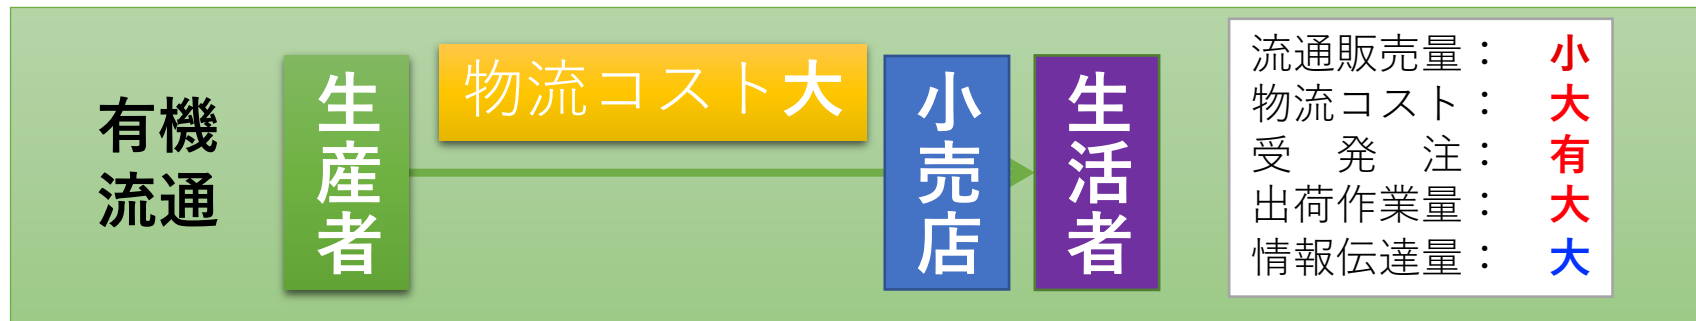 有機
流通
生産者
物流コスト大
小売店
生活者
流通販売量： 小
物流コスト： 大
受　発　注： 有
出荷作業量： 大
情報伝達量： 大